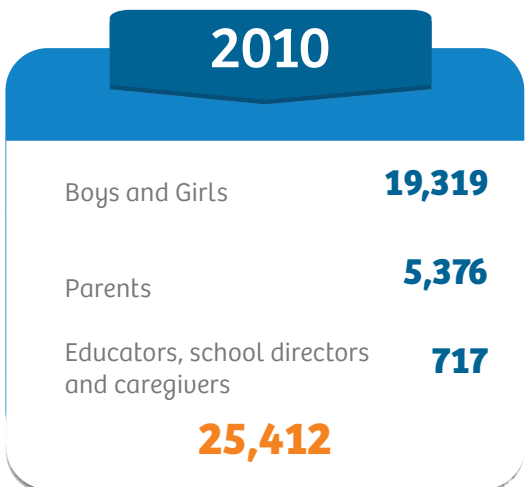 2010
Boys and Girls 19,319
Parents 5,376
Educators, school directors 717
and caregivers
25,412